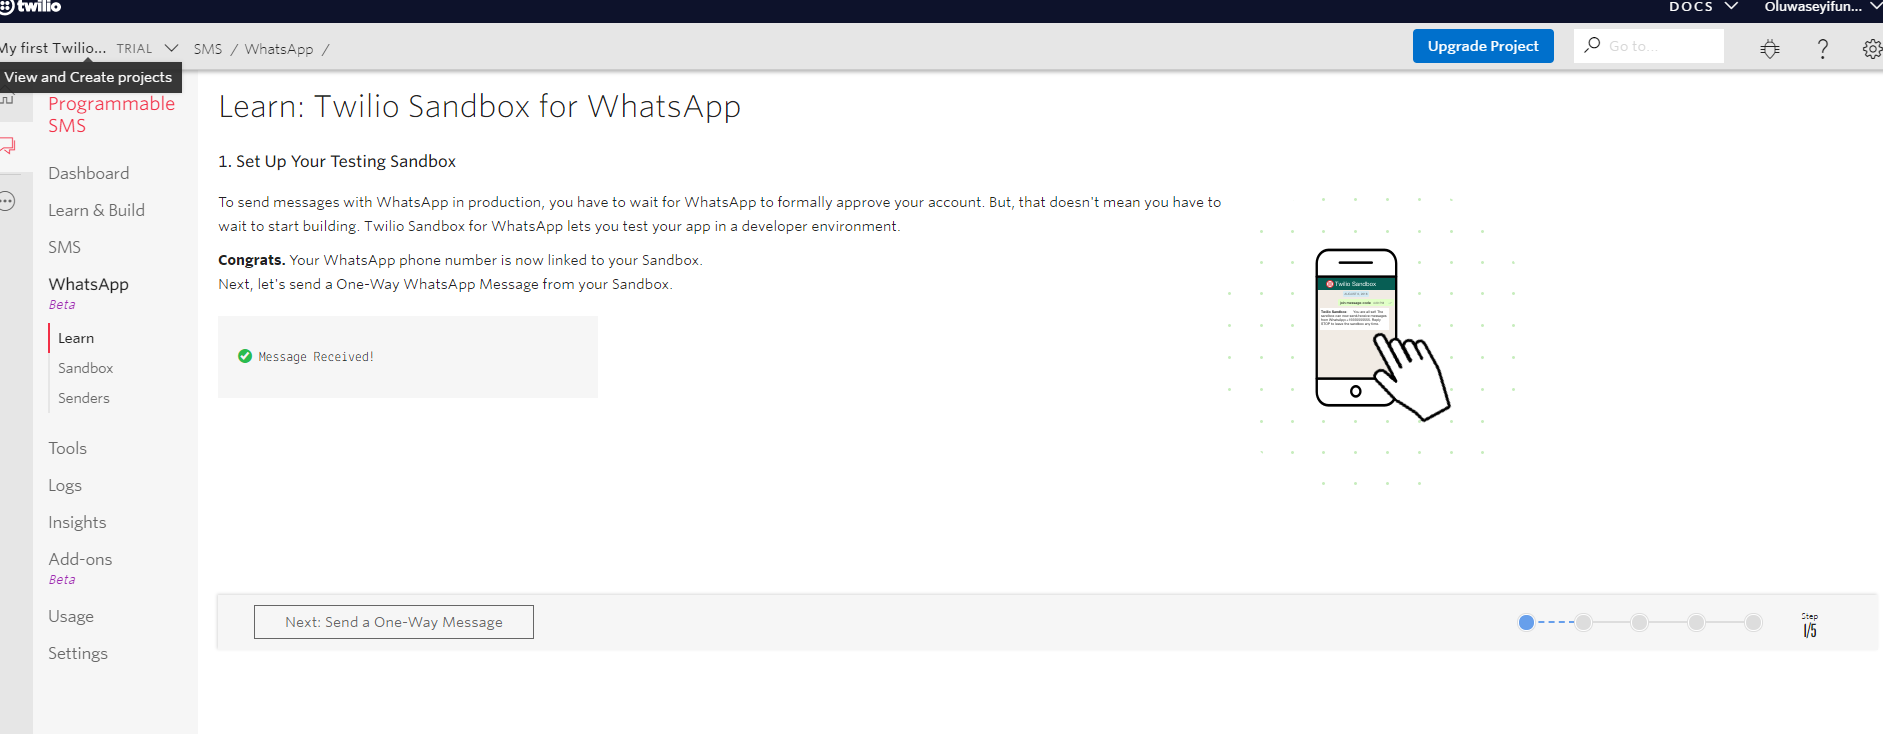 twilio
DOCS
Oluwaseyifun...
My first Twilio... TRIAL
SMS / WhatsApp /
Upgrade Project
Go to...
View and Create projects
Programmable
SMS
Dashboard
Learn & Build
SMS
WhatsApp
Beta
Learn
Sandbox
Senders
Tools
Logs
Insights
Add-ons
Beta
Usage
Settings
Learn: Twilio Sandbox for WhatsApp
1. Set Up Your Testing Sandbox
To send messages with WhatsApp in production, you have to wait for WhatsApp to formally approve your account. But, that doesn't mean you have to
wait to start building. Twilio Sandbox for WhatsApp lets you test your app in a developer environment.
Congrats. Your WhatsApp phone number is now linked to your Sandbox.
Next, let's send a One-Way WhatsApp Message from your Sandbox.
Message Received!
Twilio Sandbox
Next: Send a One-Way Message
Step
1/5